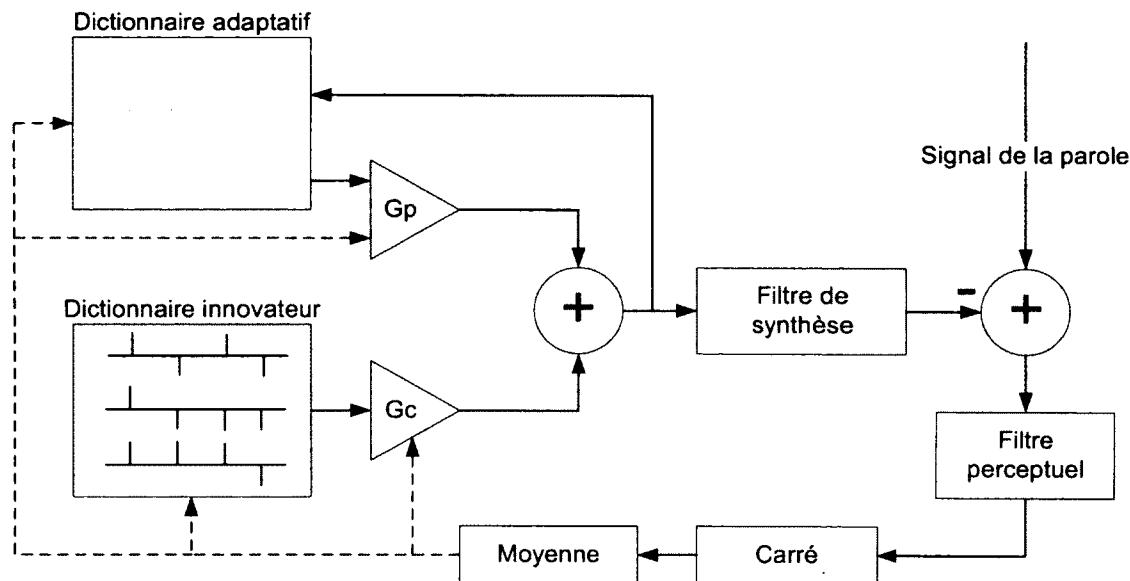 Dictionnaire adaptatif
Signal de la parole
Gp
+
-
+
Filtre de
synthèse
Dictionnaire innovateur
Gc
Filtre
perceptuel
Moyenne
Carré